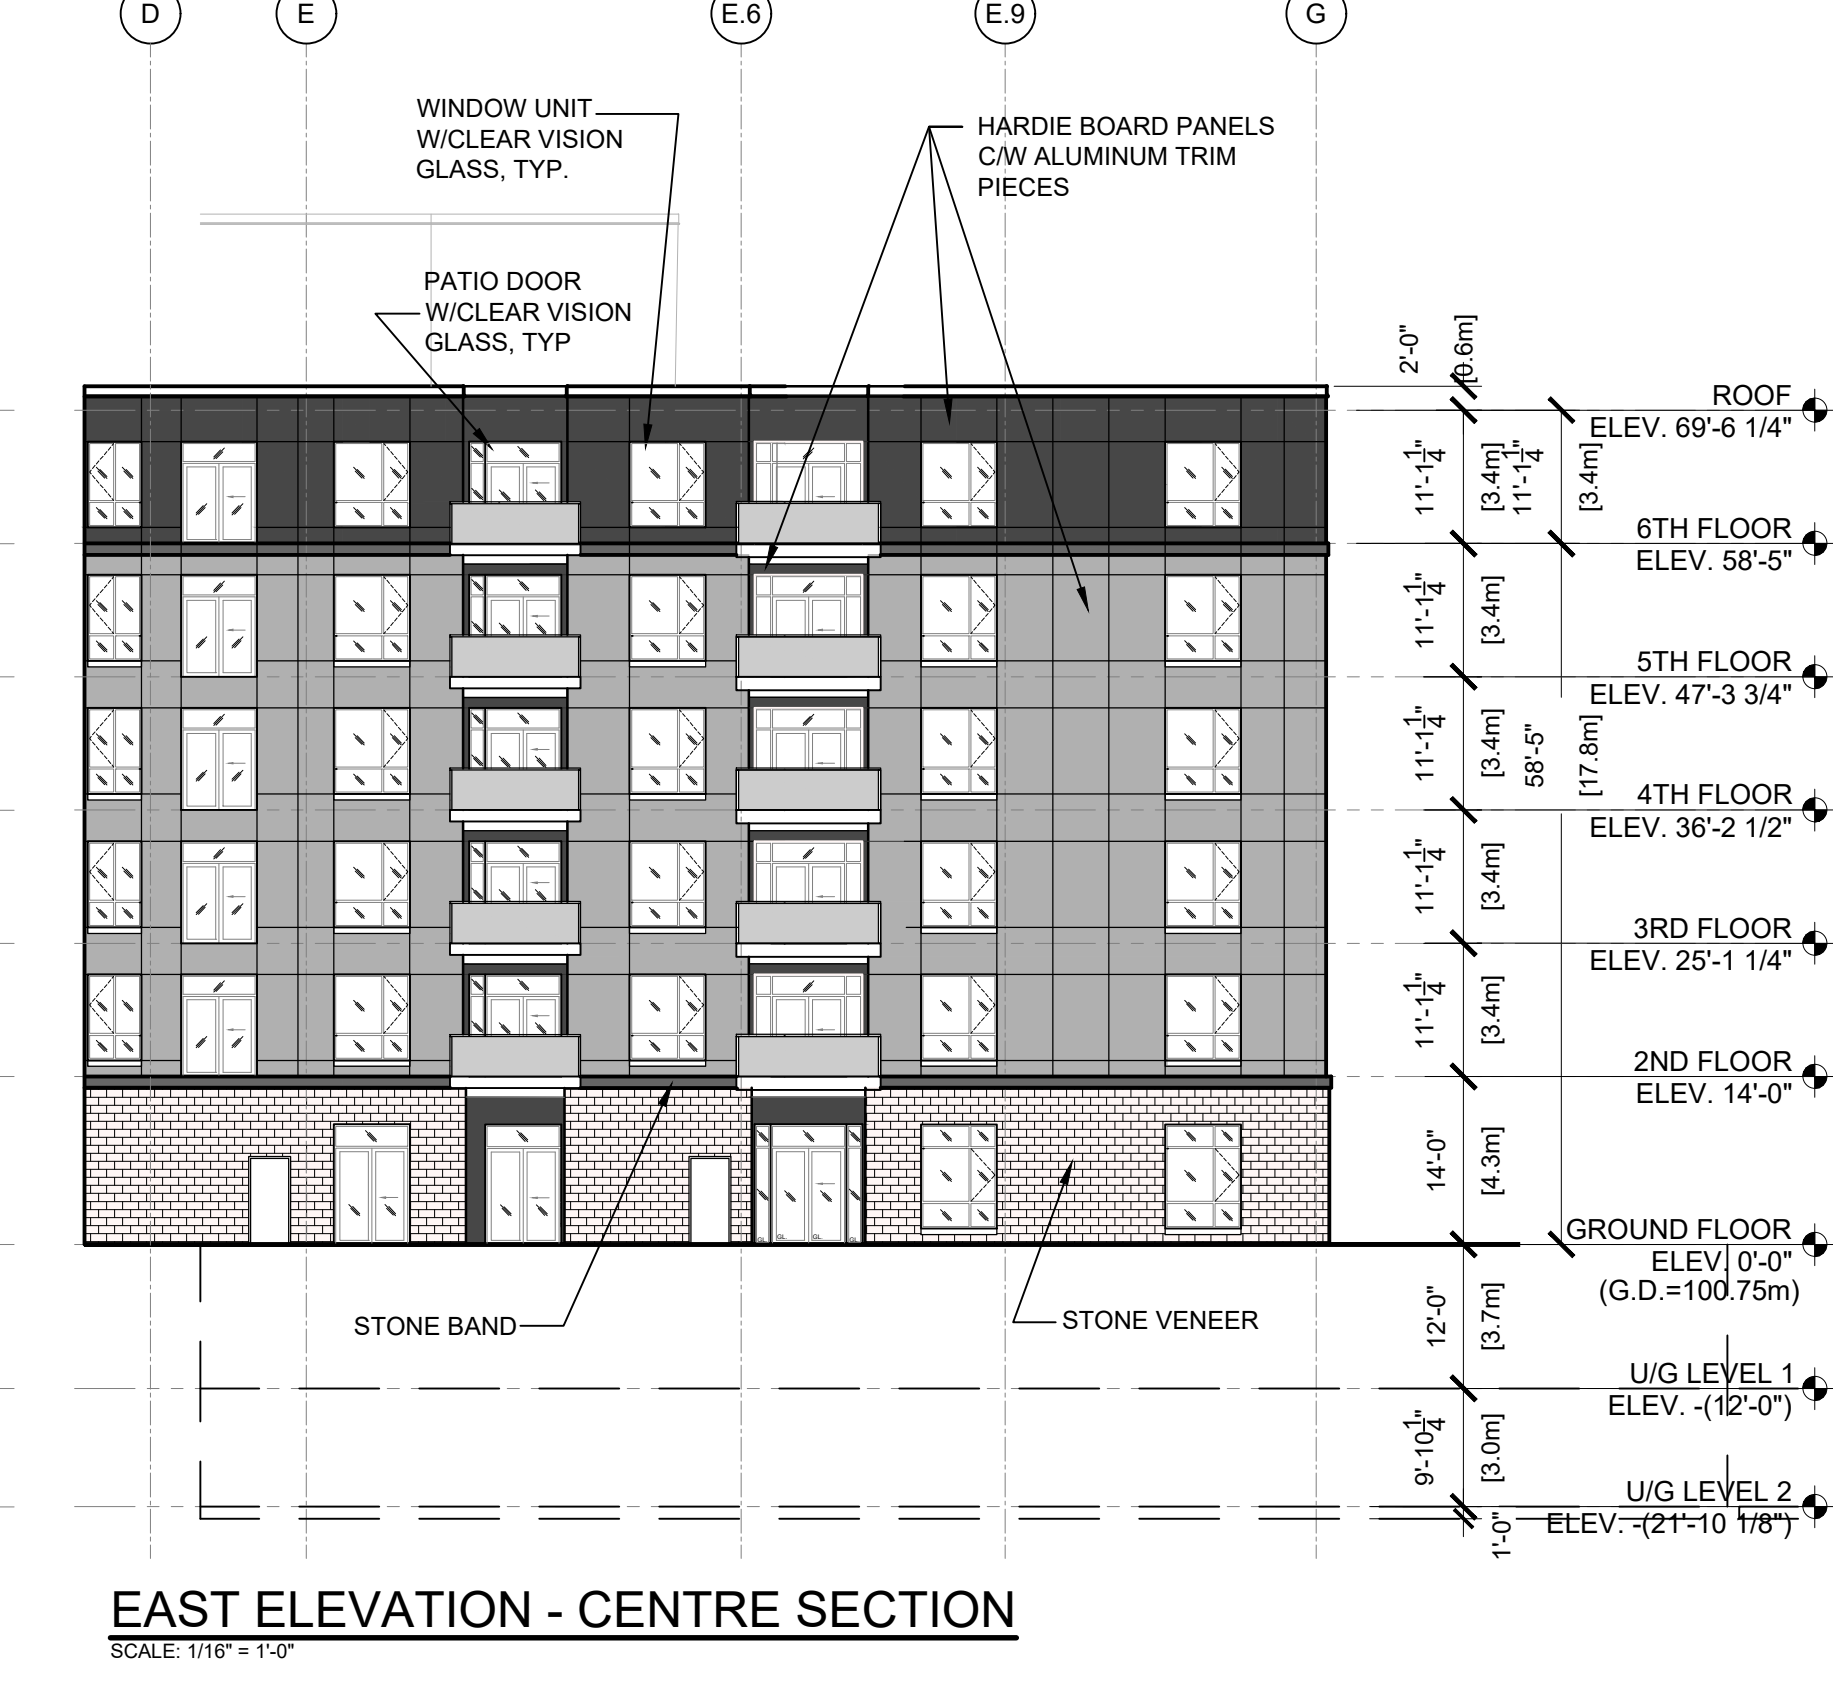 D
E
E.6
E.9
G
WINDOW UNIT
W/CLEAR VISION
GLASS, TYP.
HARDIE BOARD PANELS
C/W ALUMINUM TRIM
PIECES
PATIO DOOR
W/CLEAR VISION
GLASS, TYP
2'-0"
[0.6m]
ROOF
ELEV. 69'-6 1/4"
11'-1 1/4"
[3.4m]
11'-1 1/4"
[3.4m]
6TH FLOOR
ELEV. 58'-5"
11'-1 1/4"
[3.4m]
5TH FLOOR
ELEV. 47'-3 3/4"
11'-1 1/4"
[3.4m]
58'-5"
[17.8m]
4TH FLOOR
ELEV. 36'-2 1/2"
11'-1 1/4"
[3.4m]
3RD FLOOR
ELEV. 25'-1 1/4"
11'-1 1/4"
[3.4m]
2ND FLOOR
ELEV. 14'-0"
14'-0"
[4.3m]
GL.
GL.
GL.
GL.
GROUND FLOOR
ELEV. 0'-0"
(G.D.=100.75m)
STONE BAND
STONE VENEER
12'-0"
[3.7m]
U/G LEVEL 1
ELEV. -(12'-0")
9'-10 1/4"
[3.0m]
U/G LEVEL 2
ELEV. -(21'-10 1/8")
1'-0"
EAST ELEVATION - CENTRE SECTION
SCALE: 1/16" = 1'-0"